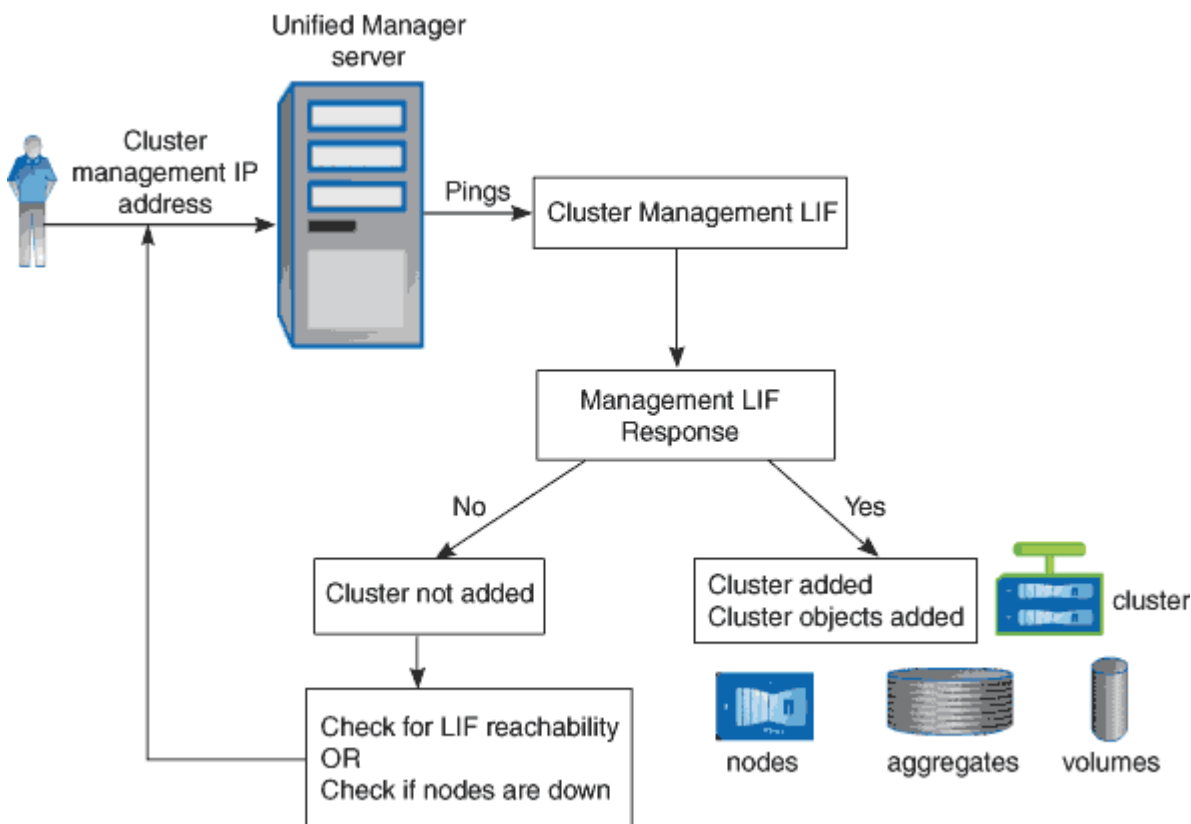 Unified Manager
server
Cluster
management IP
address
Pings
Cluster Management LIF
Management LIF
Response
No
Yes
Cluster not added
Cluster added
Cluster objects added
cluster
Check for LIF reachability
OR
Check if nodes are down
nodes
aggregates
volumes